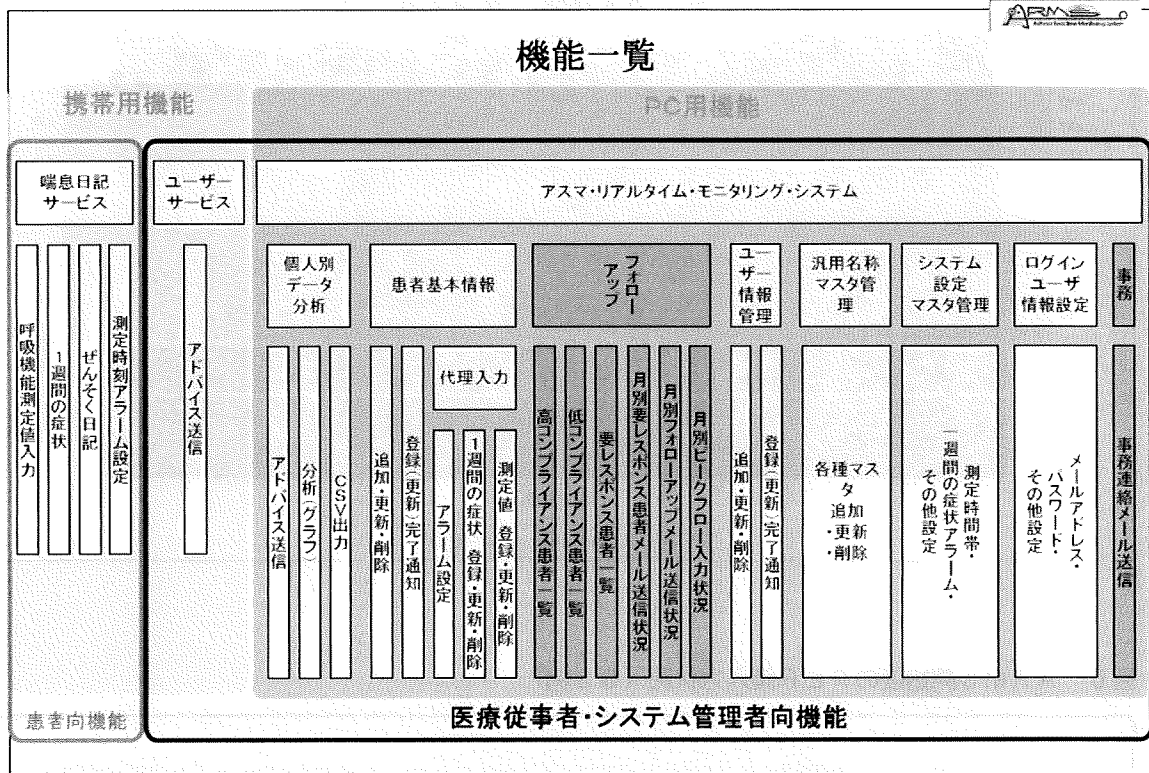 ARMS
機能一覧
携帯用機能
PC用機能
喘息日記
サービス
ユーザー
サービス
アスマ・リアルタイム・モニタリング・システム
呼吸機能測定値入力
1週間の症状
ぜんそく日記
測定時刻アラーム設定
アドバイス送信
個人別
データ
分析
アドバイス送信
分析(グラフ)
CSV出力
患者基本情報
追加・更新・削除
登録(更新)完了通知
代理入力
アラーム設定
1週間の症状 登録・更新・削除
測定値 登録・更新・削除
フォロー
アップ
高コンプライアンス患者一覧
低コンプライアンス患者一覧
要レスポンス患者一覧
月別要レスポンス患者メール送信状況
月別フォローアップメール送信状況
月別ピークフロー入力状況
ユー
ザー
情報
管理
追加・更新・削除
登録(更新)完了通知
汎用名称
マスタ管
理
各種マス
タ
追加
・更新
・削除
システム
設定
マスタ管理
測定時間帯・
一週間の症状アラーム・
その他設定
ログイン
ユーザ
情報設定
メールアドレス・
パスワード・
その他設定
事務
事務連絡メール送信
患者向機能
医療従事者・システム管理者向機能